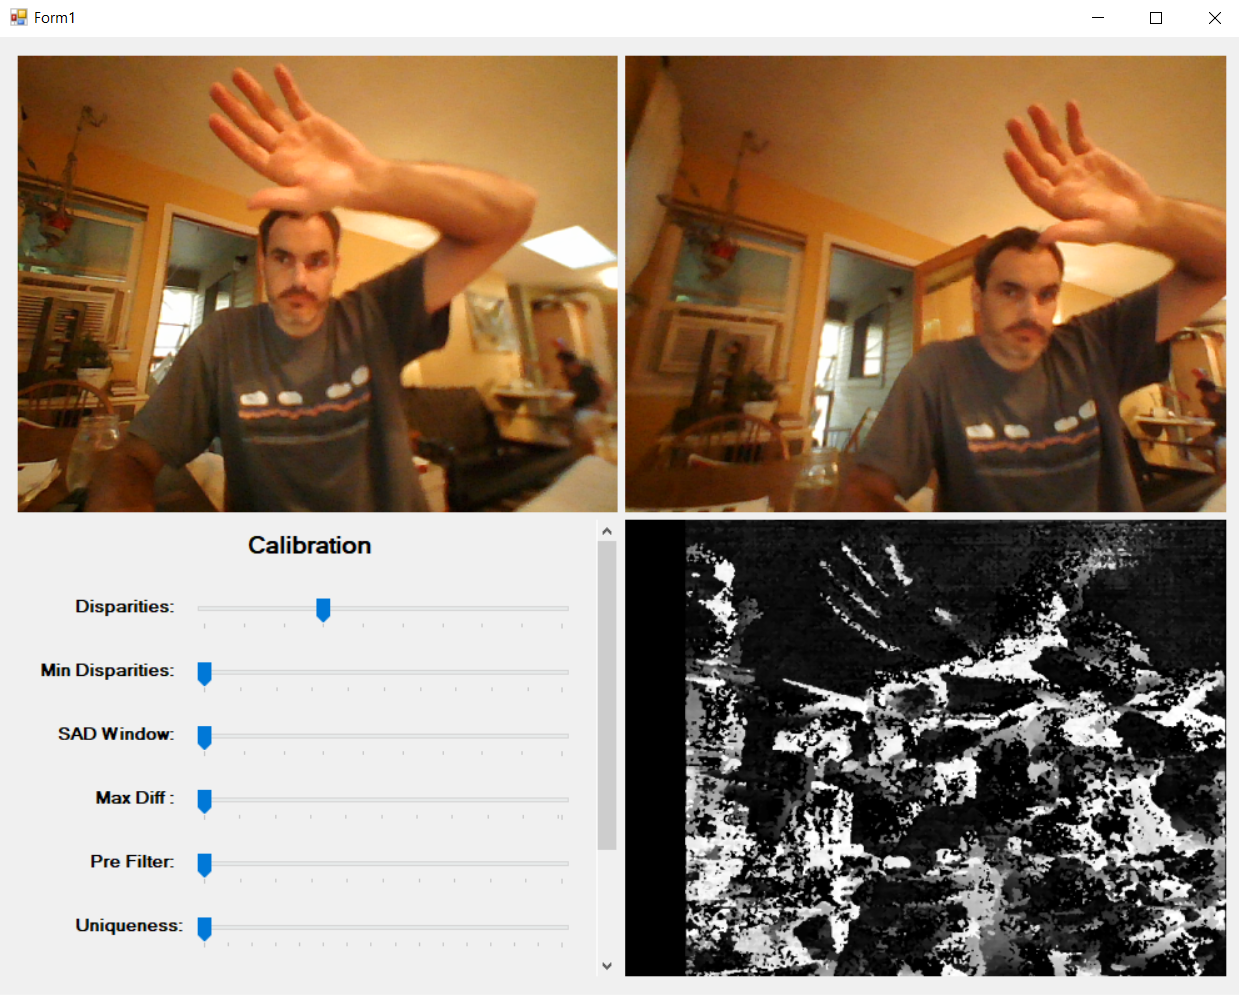 Form1
Calibration
Disparities:
Min Disparities:
SAD Window:
Max Diff :
Pre Filter:
Uniqueness: